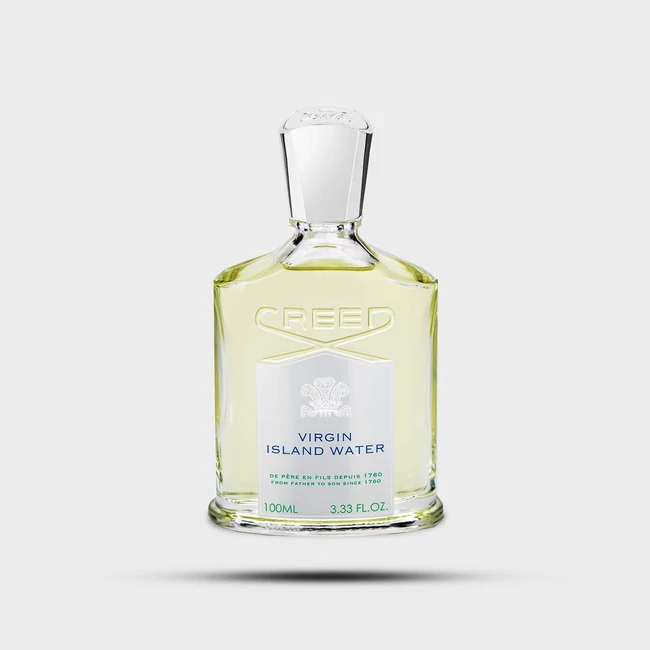 CREED
VIRGIN
ISLAND WATER
DE PÈRE EN FILS DEPUIS 1760
FROM FATHER TO SON SINCE 1760
100ML 3.33 FL.OZ.